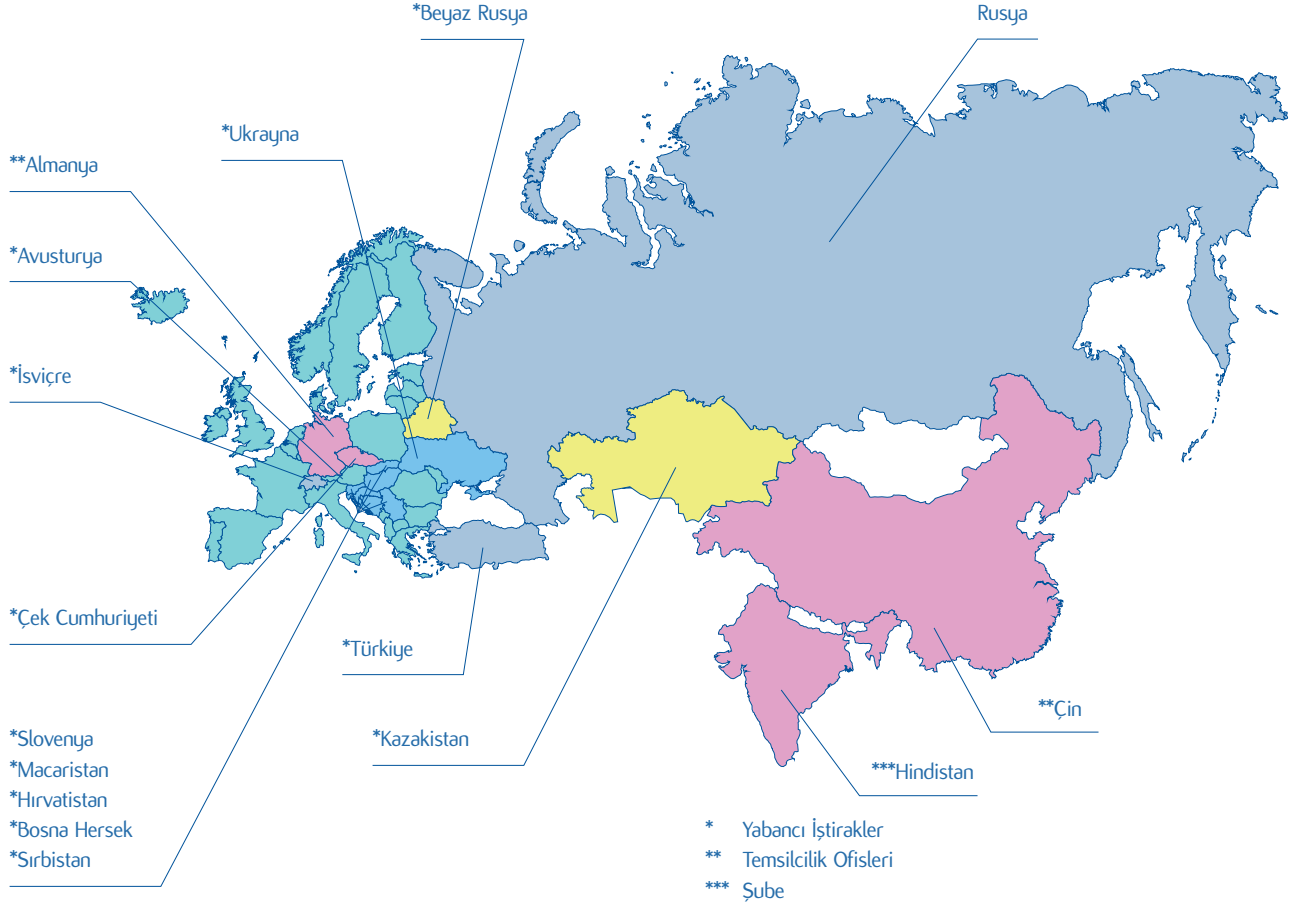 *Beyaz Rusya
Rusya
*Ukrayna
**Almanya
*Avusturya
*İsviçre
*Çek Cumhuriyeti
*Türkiye
*Slovenya
*Macaristan
*Hırvatistan
*Bosna Hersek
*Sırbistan
*Kazakistan
**Çin
***Hindistan
* Yabancı İştirakler
** Temsilcilik Ofisleri
*** Şube